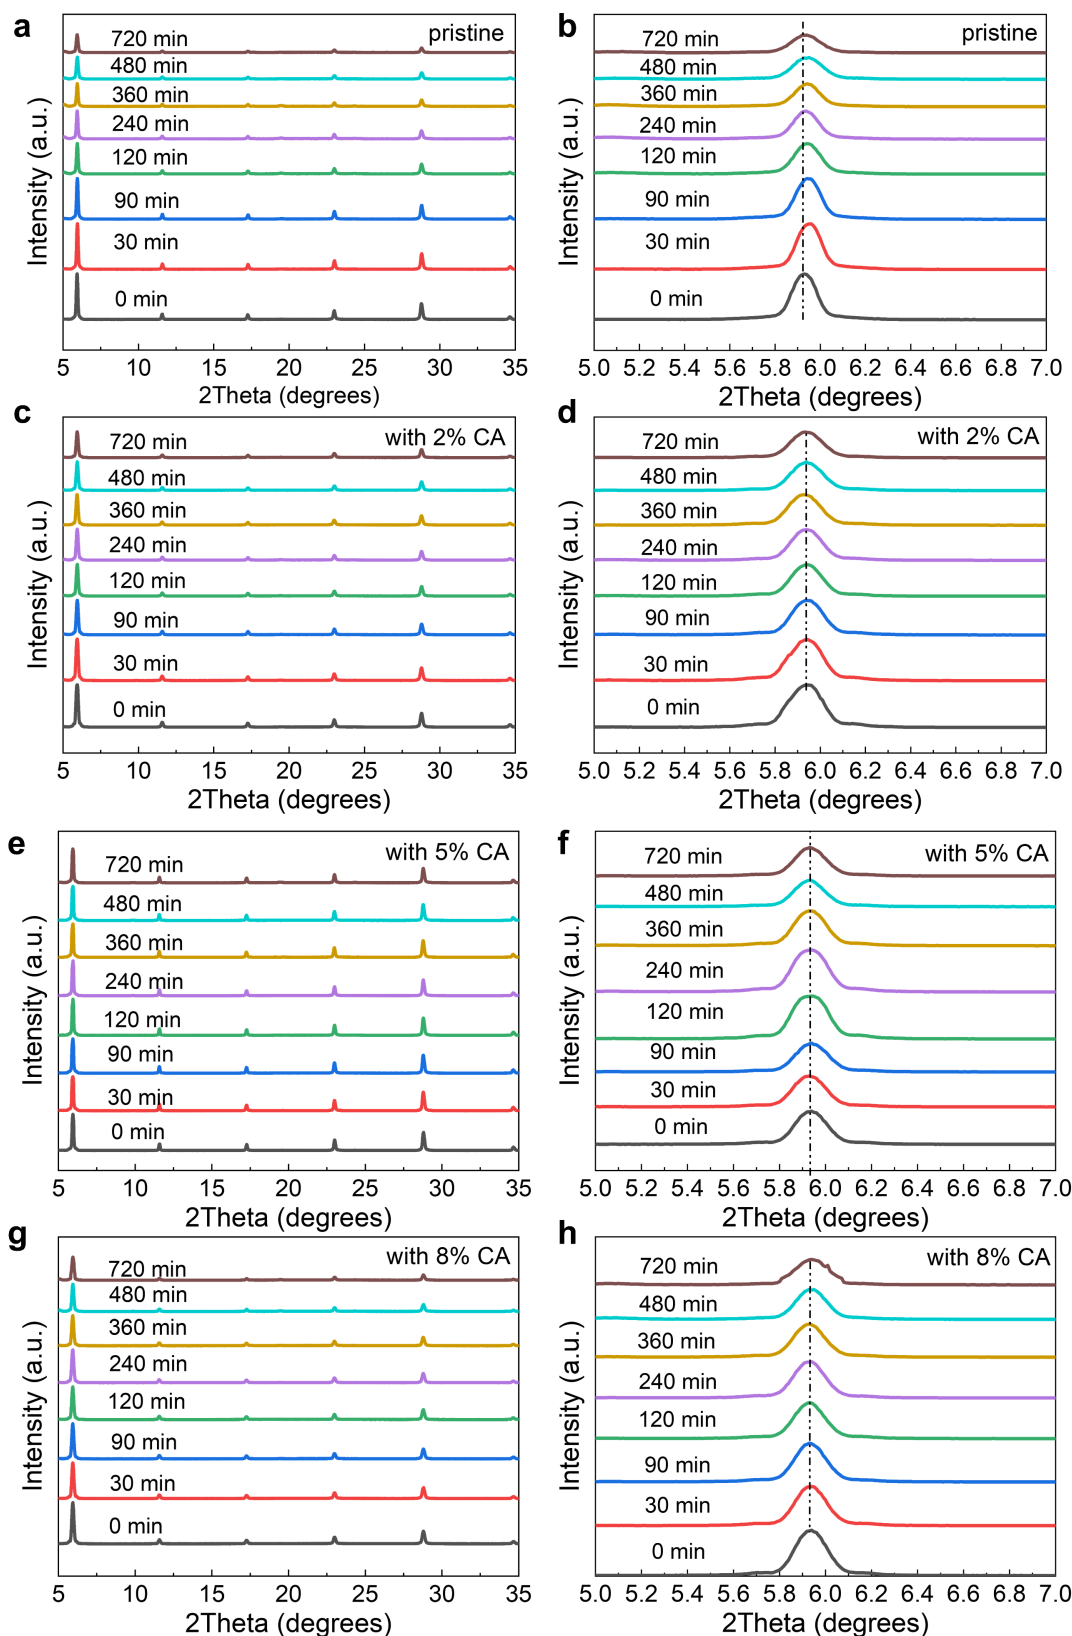 a
pristine
720 min
480 min
360 min
240 min
120 min
90 min
30 min
0 min
Intensity (a.u.)
5 10 15 20 25 30 35
2Theta (degrees)
b
pristine
720 min
480 min
360 min
240 min
120 min
90 min
30 min
0 min
Intensity (a.u.)
5.0 5.2 5.4 5.6 5.8 6.0 6.2 6.4 6.6 6.8 7.0
2Theta (degrees)
c
with 2% CA
720 min
480 min
360 min
240 min
120 min
90 min
30 min
0 min
Intensity (a.u.)
5 10 15 20 25 30 35
2Theta (degrees)
d
with 2% CA
720 min
480 min
360 min
240 min
120 min
90 min
30 min
0 min
Intensity (a.u.)
5.0 5.2 5.4 5.6 5.8 6.0 6.2 6.4 6.6 6.8 7.0
2Theta (degrees)
e
with 5% CA
720 min
480 min
360 min
240 min
120 min
90 min
30 min
0 min
Intensity (a.u.)
5 10 15 20 25 30 35
2Theta (degrees)
f
with 5% CA
720 min
480 min
360 min
240 min
120 min
90 min
30 min
0 min
Intensity (a.u.)
5.0 5.2 5.4 5.6 5.8 6.0 6.2 6.4 6.6 6.8 7.0
2Theta (degrees)
g
with 8% CA
720 min
480 min
360 min
240 min
120 min
90 min
30 min
0 min
Intensity (a.u.)
5 10 15 20 25 30 35
2Theta (degrees)
h
with 8% CA
720 min
480 min
360 min
240 min
120 min
90 min
30 min
0 min
Intensity (a.u.)
5.0 5.2 5.4 5.6 5.8 6.0 6.2 6.4 6.6 6.8 7.0
2Theta (degrees)